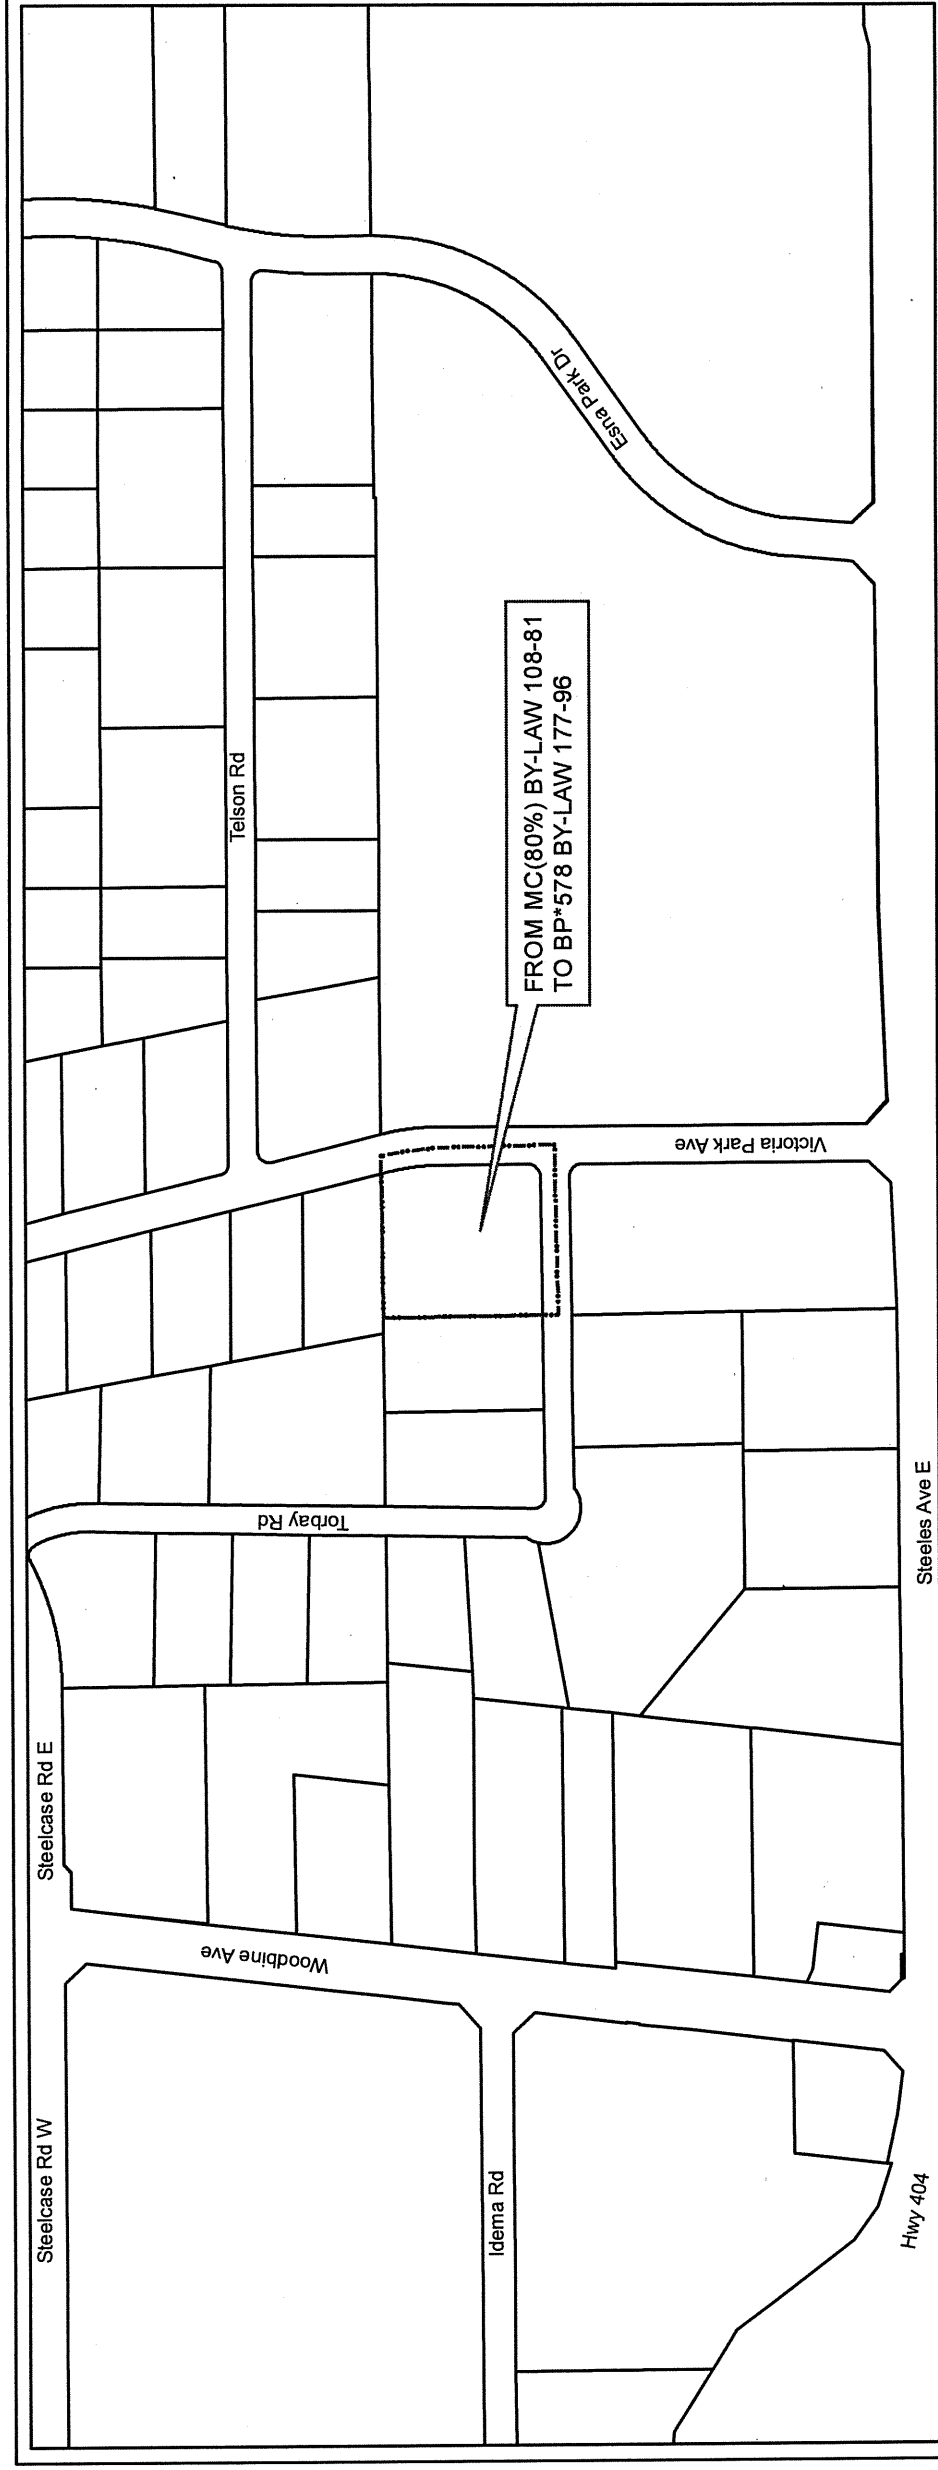 Steelcase Rd W
Steelcase Rd E
Woodbine Ave
Torbay Rd
Telson Rd
Idema Rd
Esna Park Dr
FROM MC(80%) BY-LAW 108-81
TO BP*578 BY-LAW 177-96
Victoria Park Ave
Hwy 404
Steeles Ave E